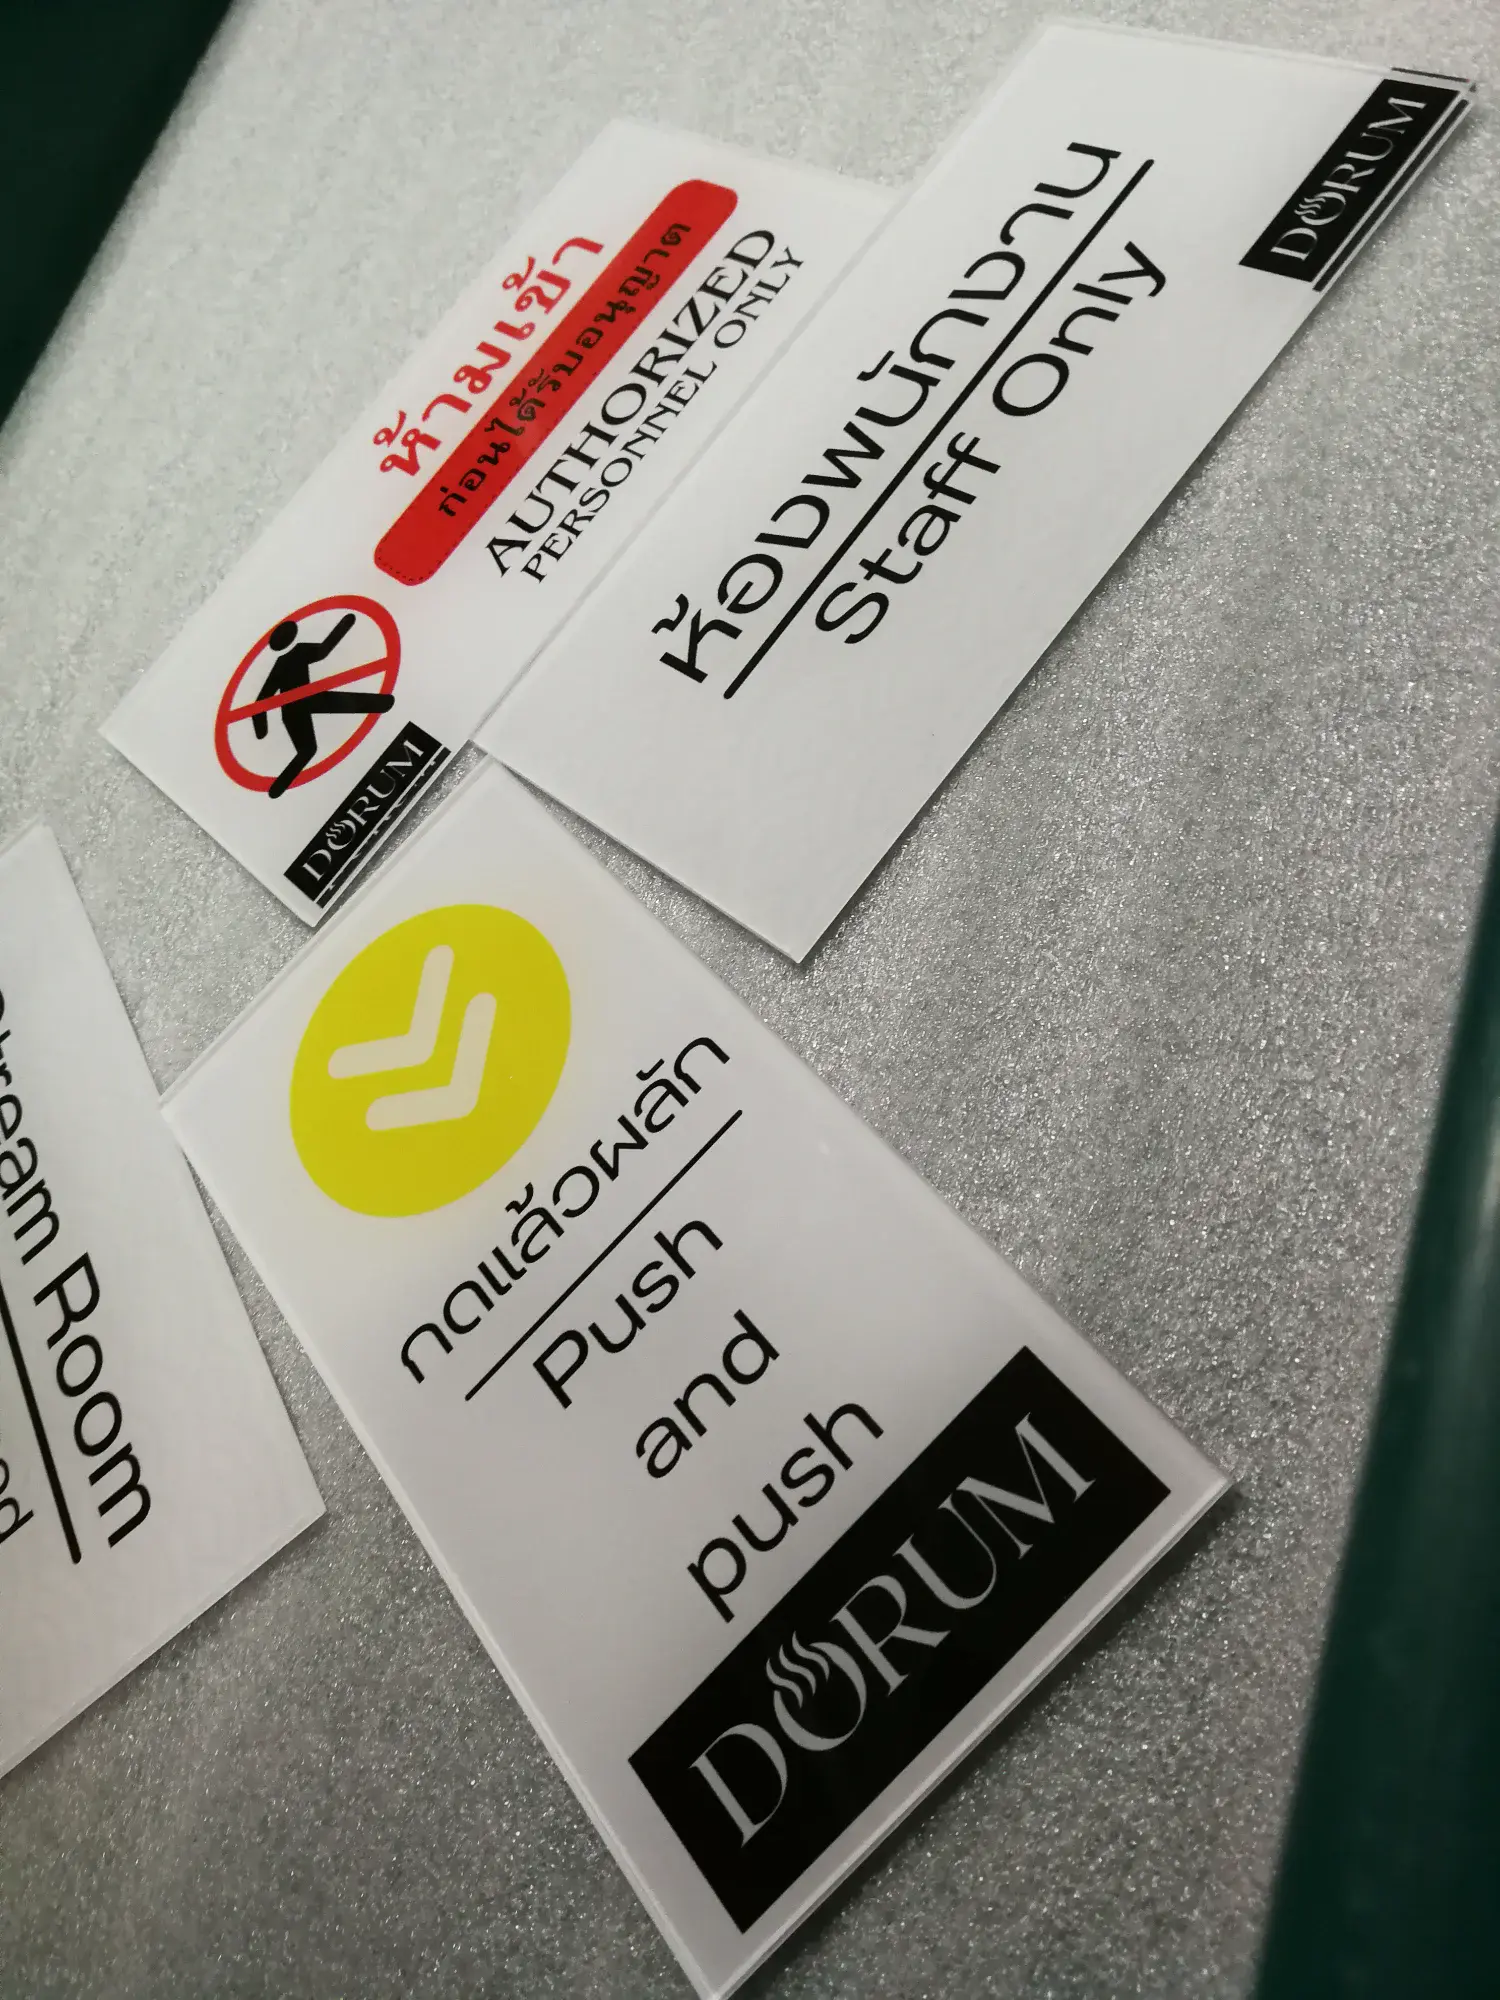 ห้ามเข้า
ก่อนได้รับอนุญาต
AUTHORIZED
PERSONNEL ONLY
DORUM
ห้องพนักงาน
Staff Only
DORUM
กดแล้วผลัก
Push
and
push
DORUM
Room